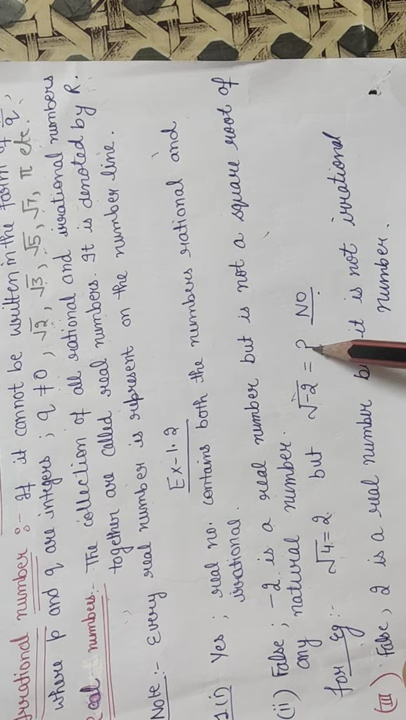 Irrational number :- If it cannot be written in the form of p/q,
where p and q are integers; q ≠ 0, √2, √3, √5, √7, π etc.
Real numbers:- The collection of all rational and irrational numbers
together are called real numbers. It is denoted by R.
Note:- Every real number is represent on the number line.
Ex-1.2
1.(i) Yes; real no. contains both the numbers rational and
irrational.
(ii) False; -2 is a real number but is not a square root of
any natural number.
for eg:- √4=2 but √-2 = ? NO
(III) False, 2 is a real number it is not irrational
number.